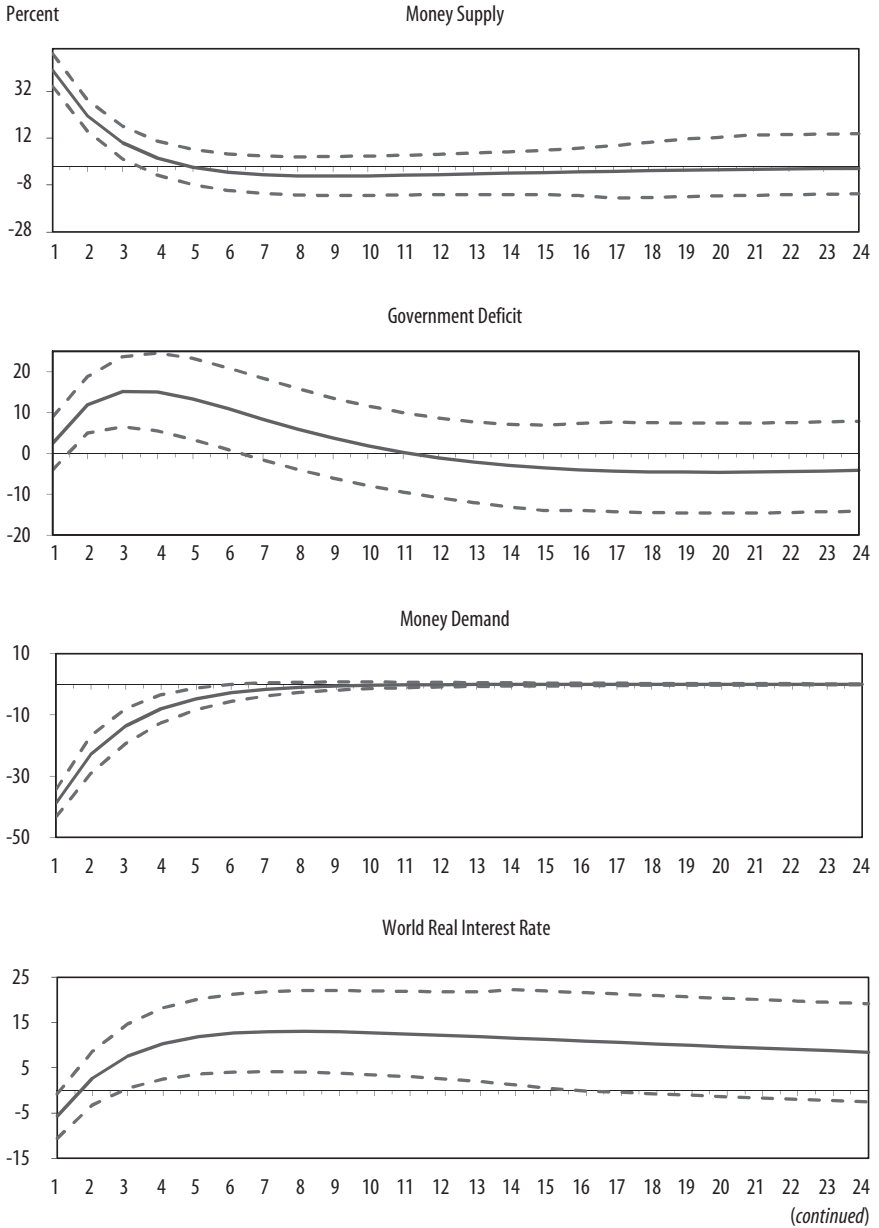 Percent
Money Supply
32
12
-8
-28
1 2 3 4 5 6 7 8 9 10 11 12 13 14 15 16 17 18 19 20 21 22 23 24
Government Deficit
20
10
0
-10
-20
1 2 3 4 5 6 7 8 9 10 11 12 13 14 15 16 17 18 19 20 21 22 23 24
Money Demand
10
-10
-30
-50
1 2 3 4 5 6 7 8 9 10 11 12 13 14 15 16 17 18 19 20 21 22 23 24
World Real Interest Rate
25
15
5
-5
-15
1 2 3 4 5 6 7 8 9 10 11 12 13 14 15 16 17 18 19 20 21 22 23 24
(continued)